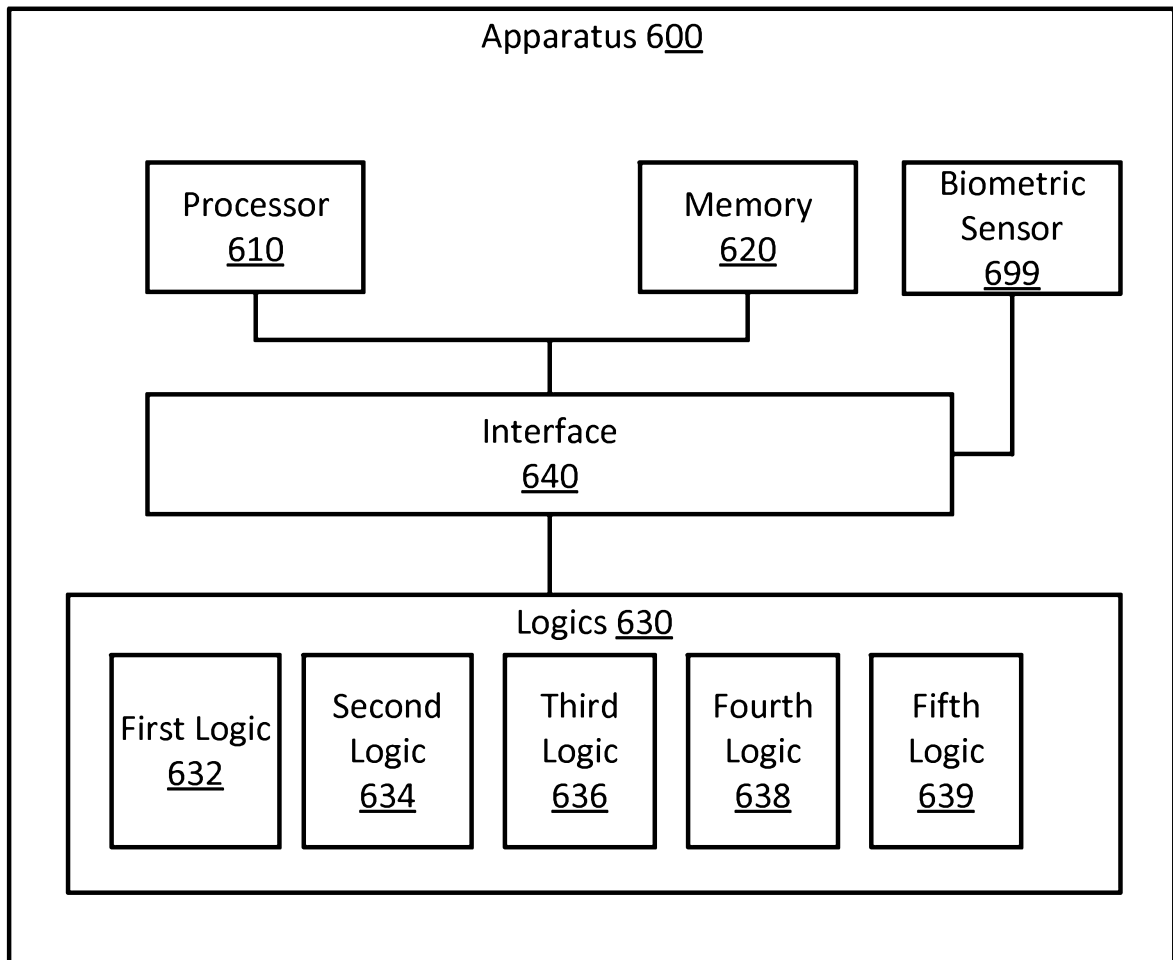 Apparatus 600
Processor
610
Memory
620
Biometric
Sensor
699
Interface
640
Logics 630
First Logic
632
Second
Logic
634
Third
Logic
636
Fourth
Logic
638
Fifth
Logic
639